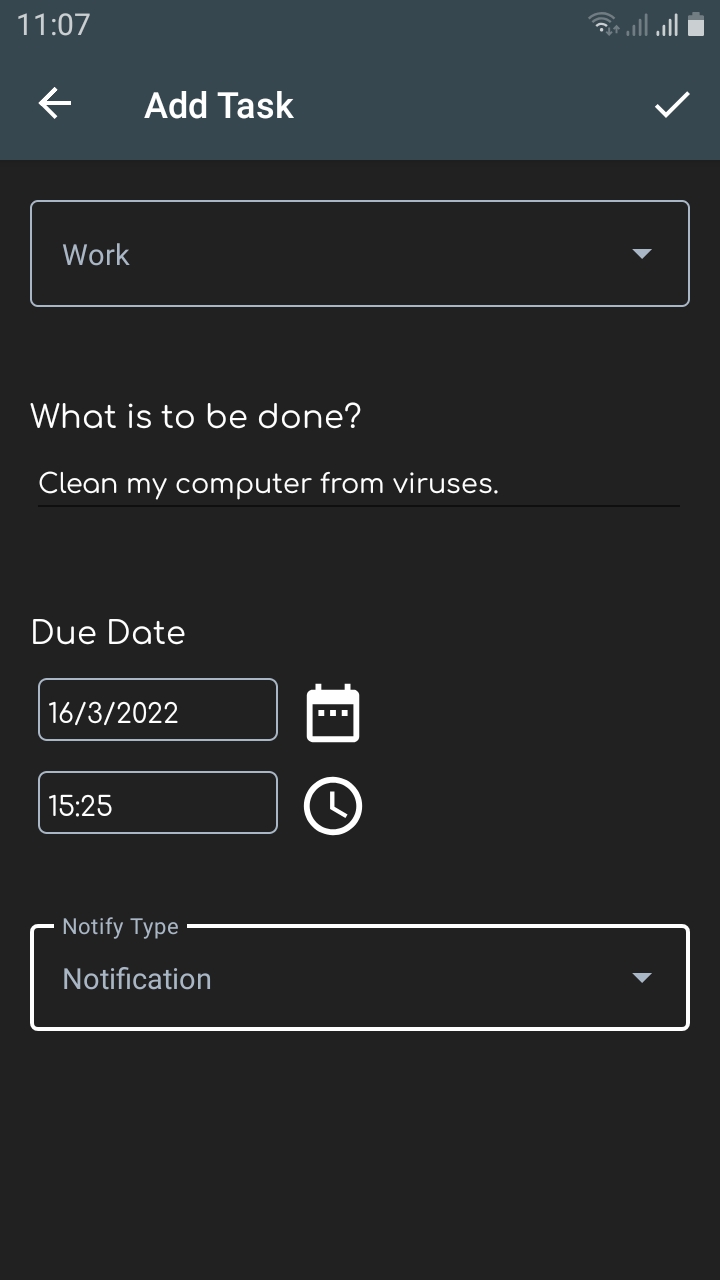 11:07
Add Task
Work
What is to be done?
Clean my computer from viruses.
Due Date
16/3/2022
15:25
Notify Type
Notification